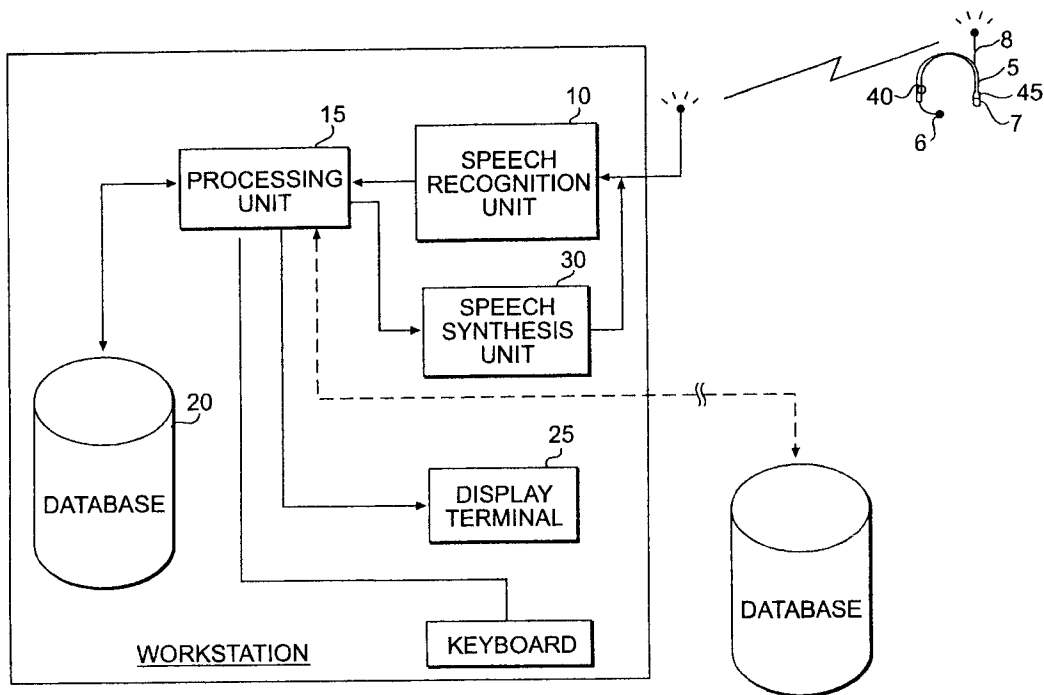 8
5
45
40
7
6
10
15
SPEECH
RECOGNITION
UNIT
PROCESSING
UNIT
30
SPEECH
SYNTHESIS
UNIT
20
DATABASE
25
DISPLAY
TERMINAL
DATABASE
KEYBOARD
WORKSTATION